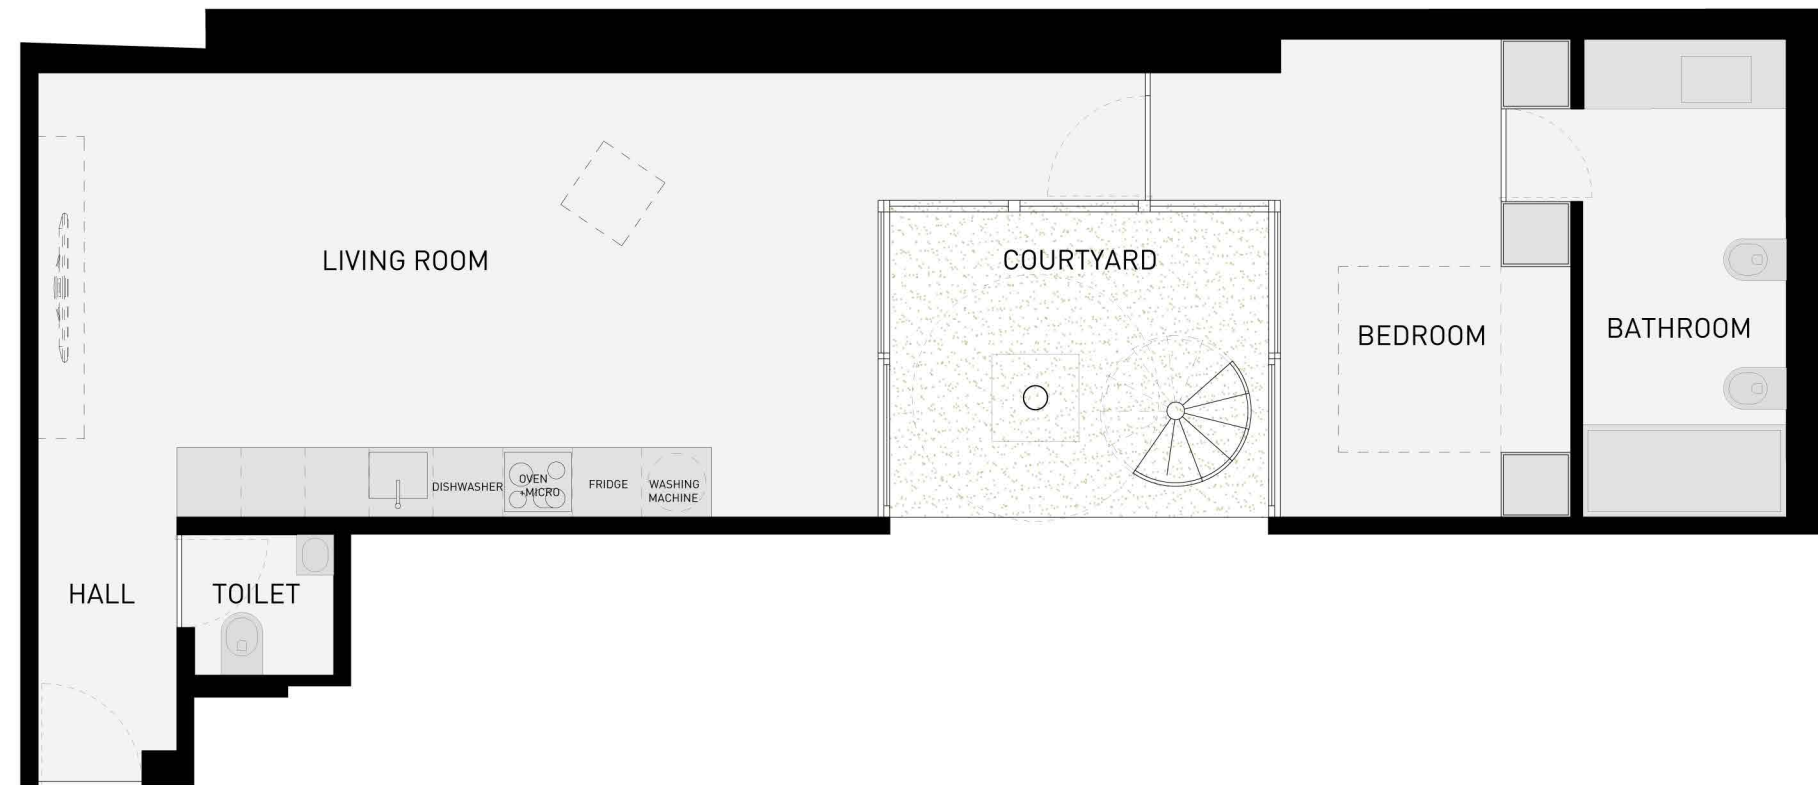 LIVING ROOM
COURTYARD
BEDROOM
BATHROOM
DISHWASHER
OVEN
+MICRO
FRIDGE
WASHING
MACHINE
HALL
TOILET